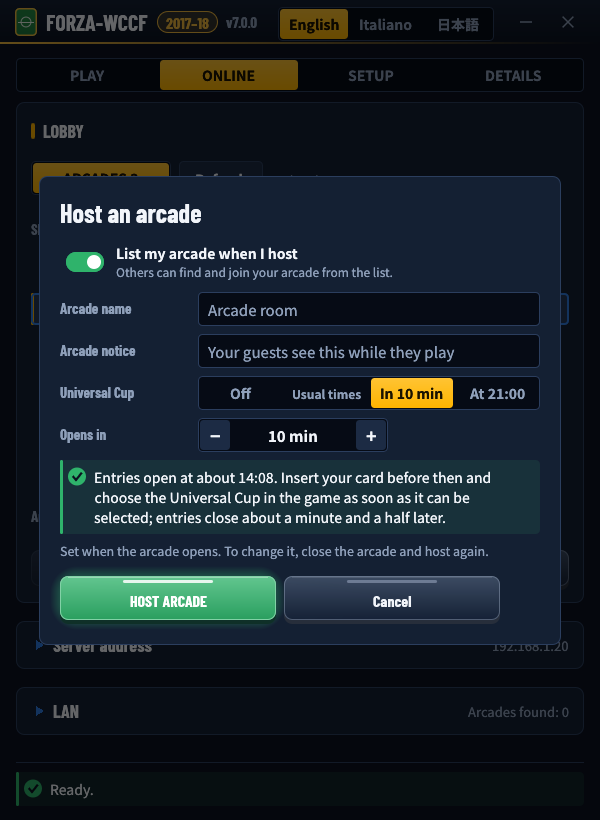 FORZA-WCCF 2017–18 v7.0.0 English Italiano 日本語
PLAY ONLINE SETUP DETAILS
LOBBY
Host an arcade
List my arcade when I host
Others can find and join your arcade from the list.
Arcade name Arcade room
Arcade notice Your guests see this while they play
Universal Cup Off Usual times In 10 min At 21:00
Opens in − 10 min +
Entries open at about 14:08. Insert your card before then and
choose the Universal Cup in the game as soon as it can be
selected; entries close about a minute and a half later.
Set when the arcade opens. To change it, close the arcade and host again.
HOST ARCADE Cancel
Server address 192.168.1.20
LAN Arcades found: 0
Ready.